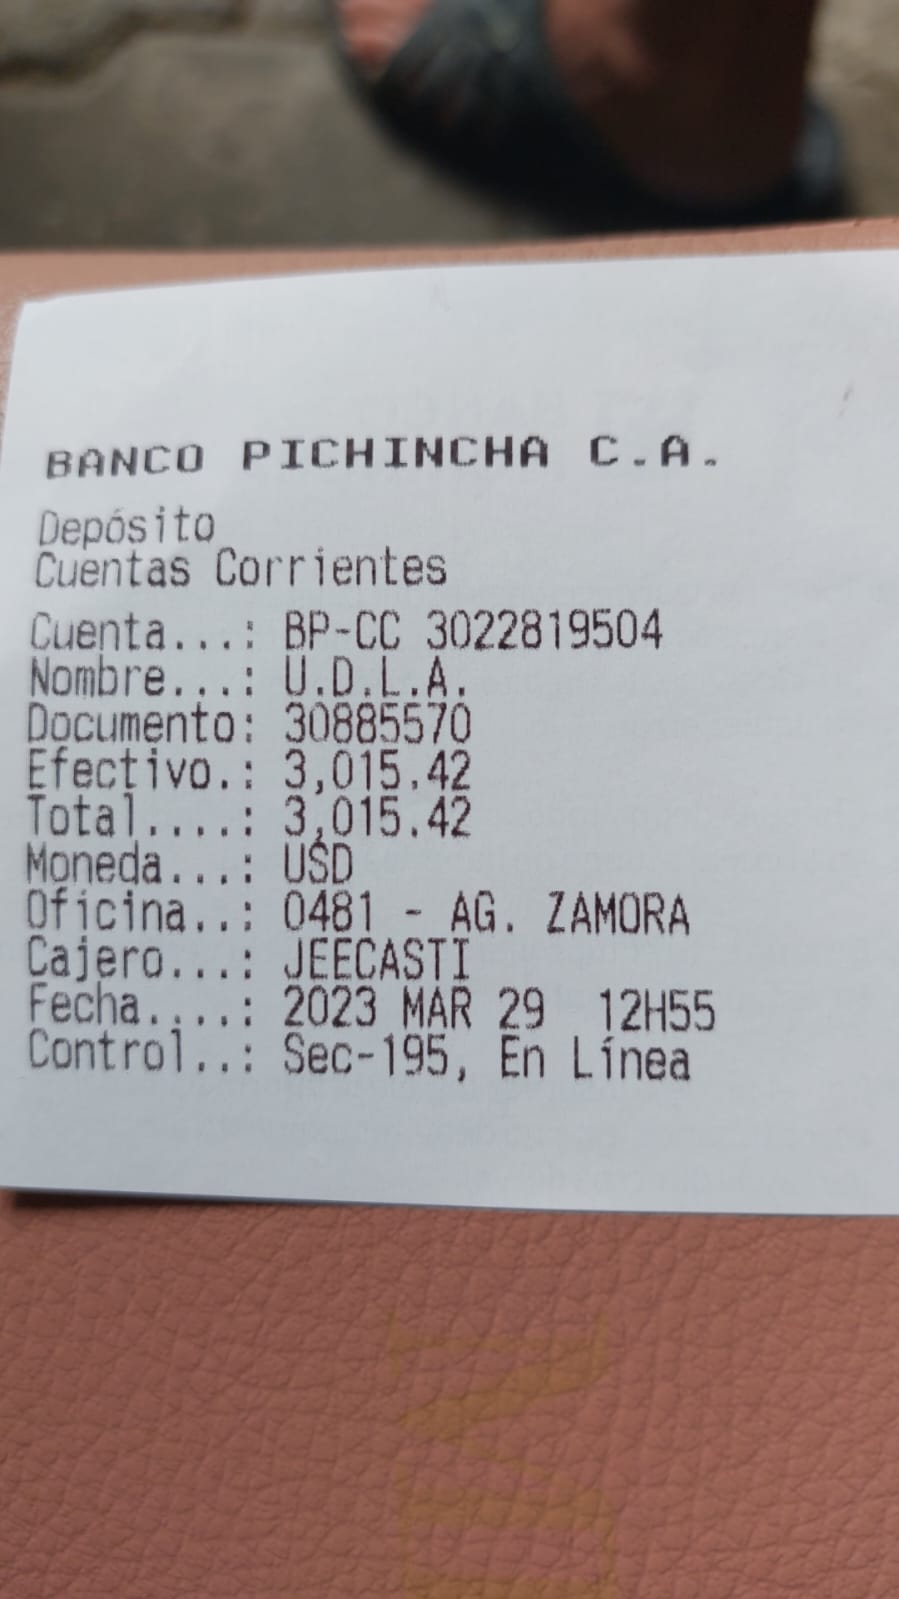 BANCO PICHINCHA C.A.
Depósito
Cuentas Corrientes
Cuenta...: BP-CC 3022819504
Nombre...: U.D.L.A.
Documento: 30885570
Efectivo.: 3,015.42
Total....: 3,015.42
Moneda...: USD
Oficina..: 0481 - AG. ZAMORA
Cajero...: JEECASTI
Fecha....: 2023 MAR 29  12H55
Control..: Sec-195, En Línea